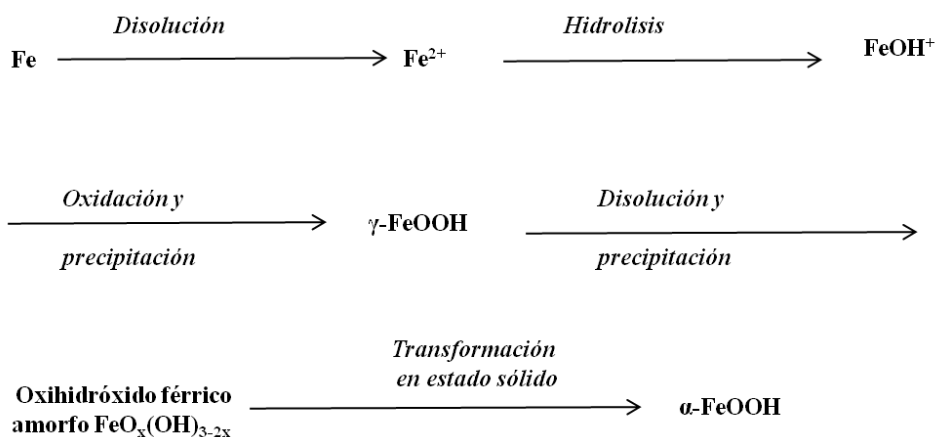 Disolución
Hidrolisis
Fe
Fe²⁺
FeOH⁺
Oxidación y
precipitación
γ-FeOOH
Disolución y
precipitación
Transformación
en estado sólido
Oxihidróxido férrico
amorfo FeOₓ(OH)₃₋₂ₓ
α-FeOOH